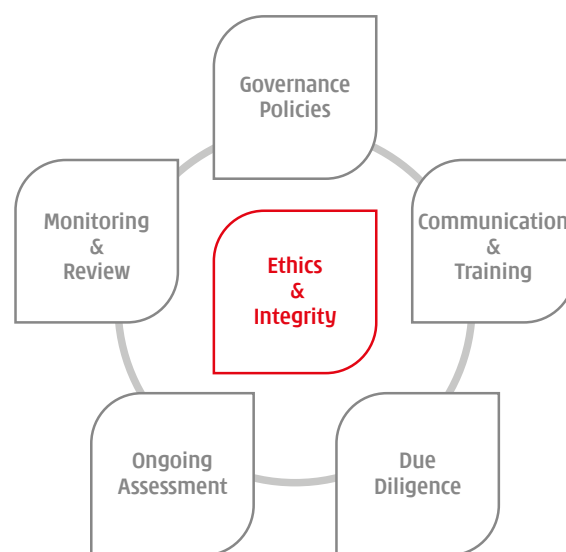 Governance
Policies
Monitoring
&
Review
Communication
&
Training
Ethics
&
Integrity
Ongoing
Assessment
Due
Diligence